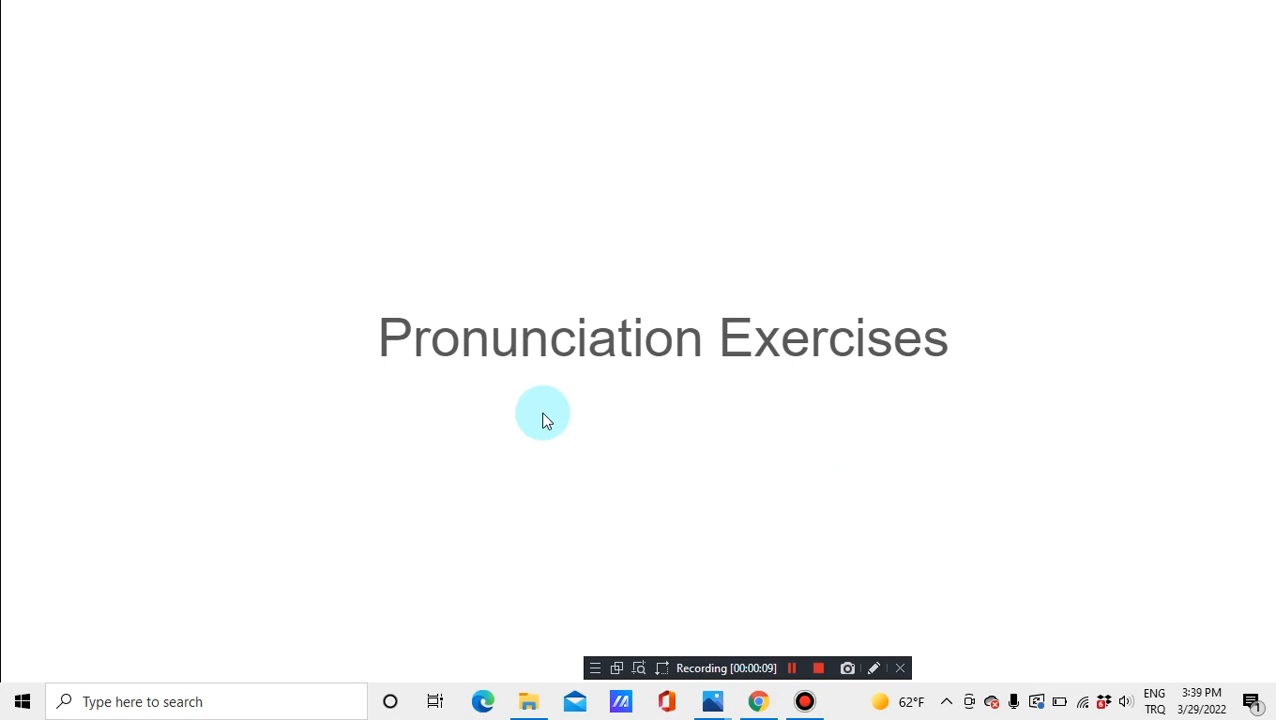 Pronunciation Exercises
Recording [00:00:09]
Type here to search
62°F
ENG
TRQ
3:39 PM
3/29/2022
1